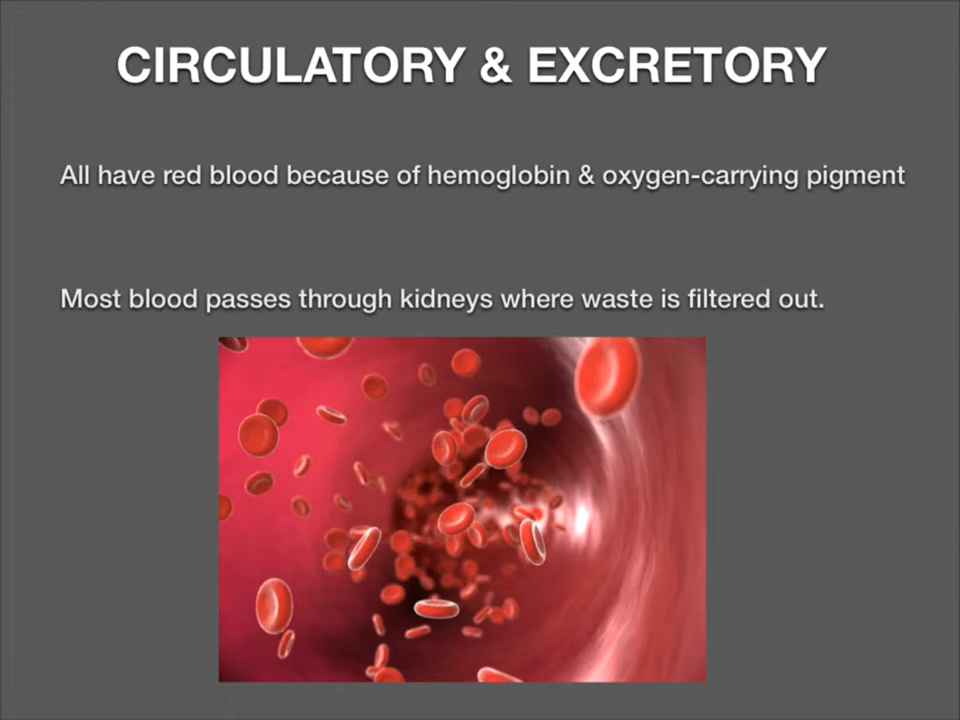 CIRCULATORY & EXCRETORY
All have red blood because of hemoglobin & oxygen-carrying pigment
Most blood passes through kidneys where waste is filtered out.